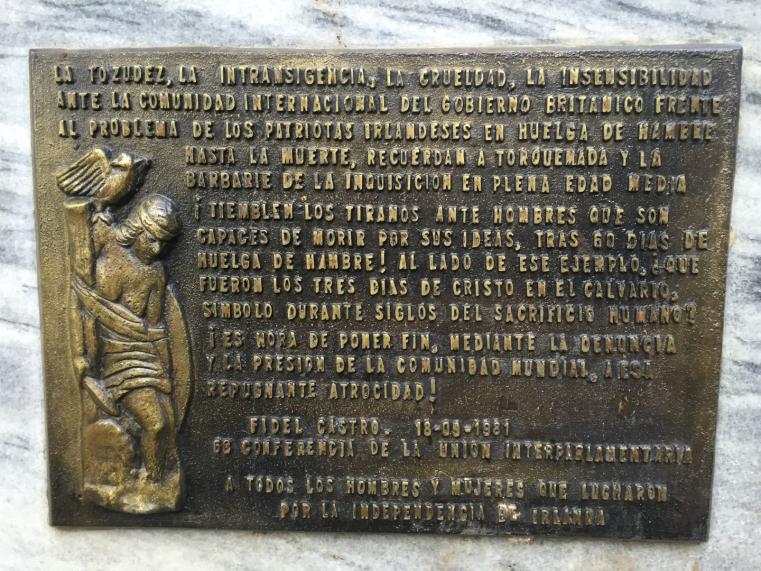 LA TOZUDEZ, LA INTRANSIGENCIA, LA CRUELDAD, LA INSENSIBILIDAD
ANTE LA COMUNIDAD INTERNACIONAL DEL GOBIERNO BRITANICO FRENTE
AL PROBLEMA DE LOS PATRIOTAS IRLANDESES EN HUELGA DE HAMBRE
HASTA LA MUERTE, RECUERDAN A TORQUEMADA Y LA
BARBARIE DE LA INQUISICION EN PLENA EDAD MEDIA
¡TIEMBLEN LOS TIRANOS ANTE HOMBRES QUE SON
CAPACES DE MORIR POR SUS IDEAS, TRAS 60 DIAS DE
HUELGA DE HAMBRE! AL LADO DE ESE EJEMPLO, ¿QUE
FUERON LOS TRES DIAS DE CRISTO EN EL CALVARIO,
SIMBOLO DURANTE SIGLOS DEL SACRIFICIO HUMANO?
¡ES HORA DE PONER FIN, MEDIANTE LA DENUNCIA
Y LA PRESION DE LA COMUNIDAD MUNDIAL, A ESA
REPUGNANTE ATROCIDAD!
FIDEL CASTRO. 18-09-1981
68 CONFERENCIA DE LA UNION INTERPARLAMENTARIA
A TODOS LOS HOMBRES Y MUJERES QUE LUCHARON
POR LA INDEPENDENCIA DE IRLANDA